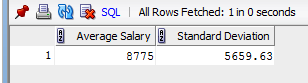 SQL | All Rows Fetched: 1 in 0 seconds
Average Salary Standard Deviation
1 8775 5659.63